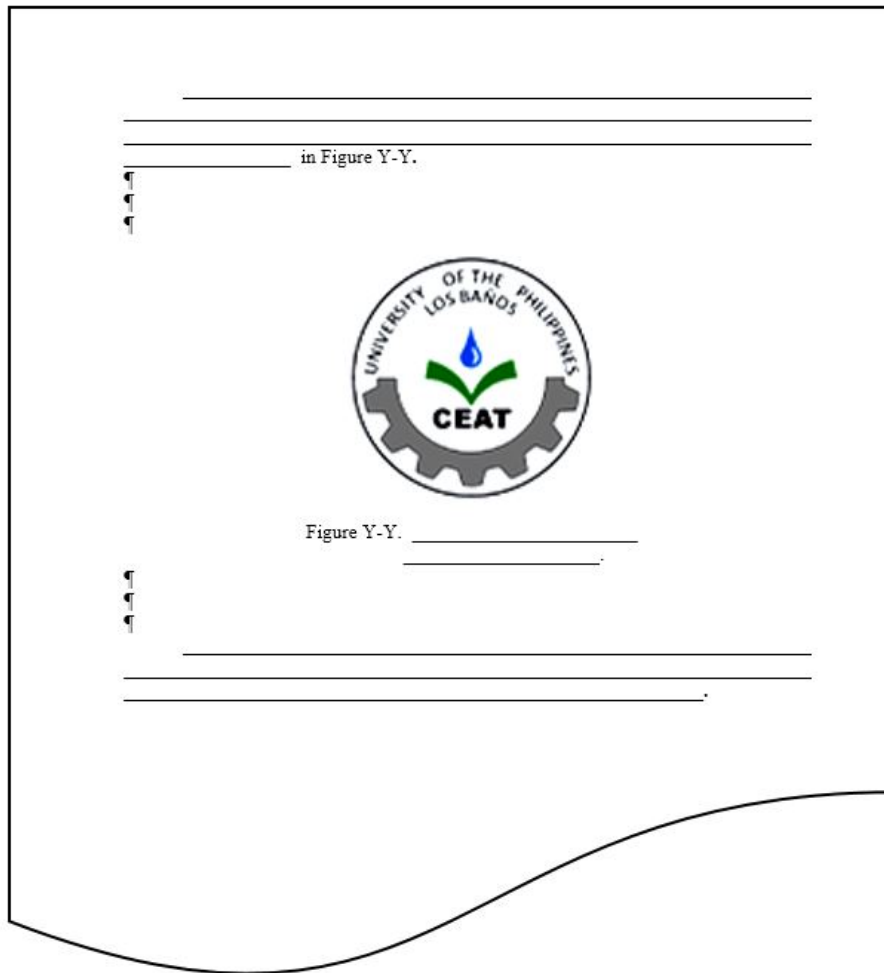 in Figure Y-Y.
¶
¶
¶
UNIVERSITY OF THE PHILIPPINES
LOS BAÑOS
CEAT
Figure Y-Y.
.
¶
¶
¶
.